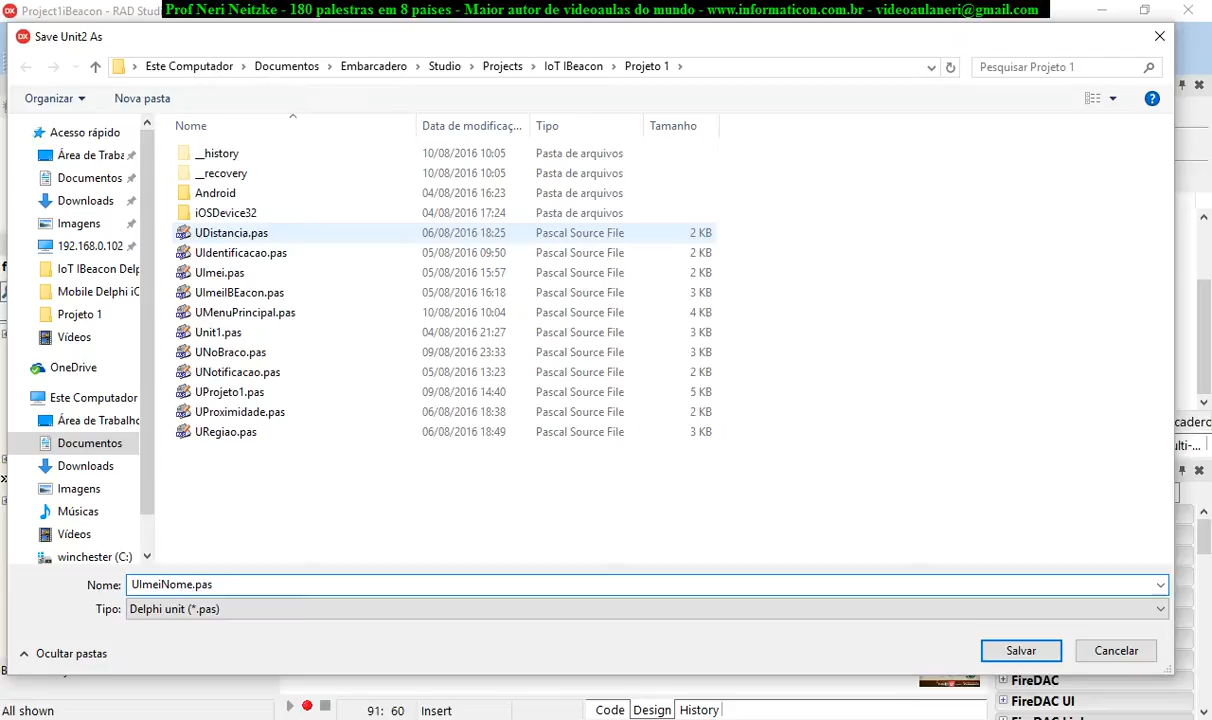 Project1iBeacon - RAD Stu
Prof Neri Neitzke - 180 palestras em 8 países - Maior autor de videoaulas do mundo - www.informaticon.com.br - videoaulaneri@gmail.com
Save Unit2 As
Este Computador > Documentos > Embarcadero > Studio > Projects > IoT IBeacon > Projeto 1 >
Pesquisar Projeto 1
Organizar
Nova pasta
Nome
Data de modificaç...
Tipo
Tamanho
Acesso rápido
Área de Traba
Documentos
Downloads
Imagens
192.168.0.102
IoT IBeacon Delp
Mobile Delphi iC
Projeto 1
Vídeos
OneDrive
Este Computador
Área de Trabalho
Documentos
Downloads
Imagens
Músicas
Vídeos
winchester (C:)
__history 10/08/2016 10:05 Pasta de arquivos
__recovery 10/08/2016 10:05 Pasta de arquivos
Android 04/08/2016 16:23 Pasta de arquivos
iOSDevice32 04/08/2016 17:24 Pasta de arquivos
UDistancia.pas 06/08/2016 18:25 Pascal Source File 2 KB
UIdentificacao.pas 05/08/2016 09:50 Pascal Source File 2 KB
UImei.pas 05/08/2016 15:57 Pascal Source File 2 KB
UImeiIBEacon.pas 05/08/2016 16:18 Pascal Source File 3 KB
UMenuPrincipal.pas 10/08/2016 10:04 Pascal Source File 4 KB
Unit1.pas 04/08/2016 21:27 Pascal Source File 3 KB
UNoBraco.pas 09/08/2016 23:33 Pascal Source File 3 KB
UNotificacao.pas 05/08/2016 13:23 Pascal Source File 2 KB
UProjeto1.pas 09/08/2016 14:40 Pascal Source File 5 KB
UProximidade.pas 06/08/2016 18:38 Pascal Source File 2 KB
URegiao.pas 06/08/2016 18:49 Pascal Source File 3 KB
Nome: UImeiNome.pas
Tipo: Delphi unit (*.pas)
Ocultar pastas
Salvar
Cancelar
cadero
ulti-...
FireDAC
FireDAC UI
All shown
91: 60
Insert
Code
Design
History